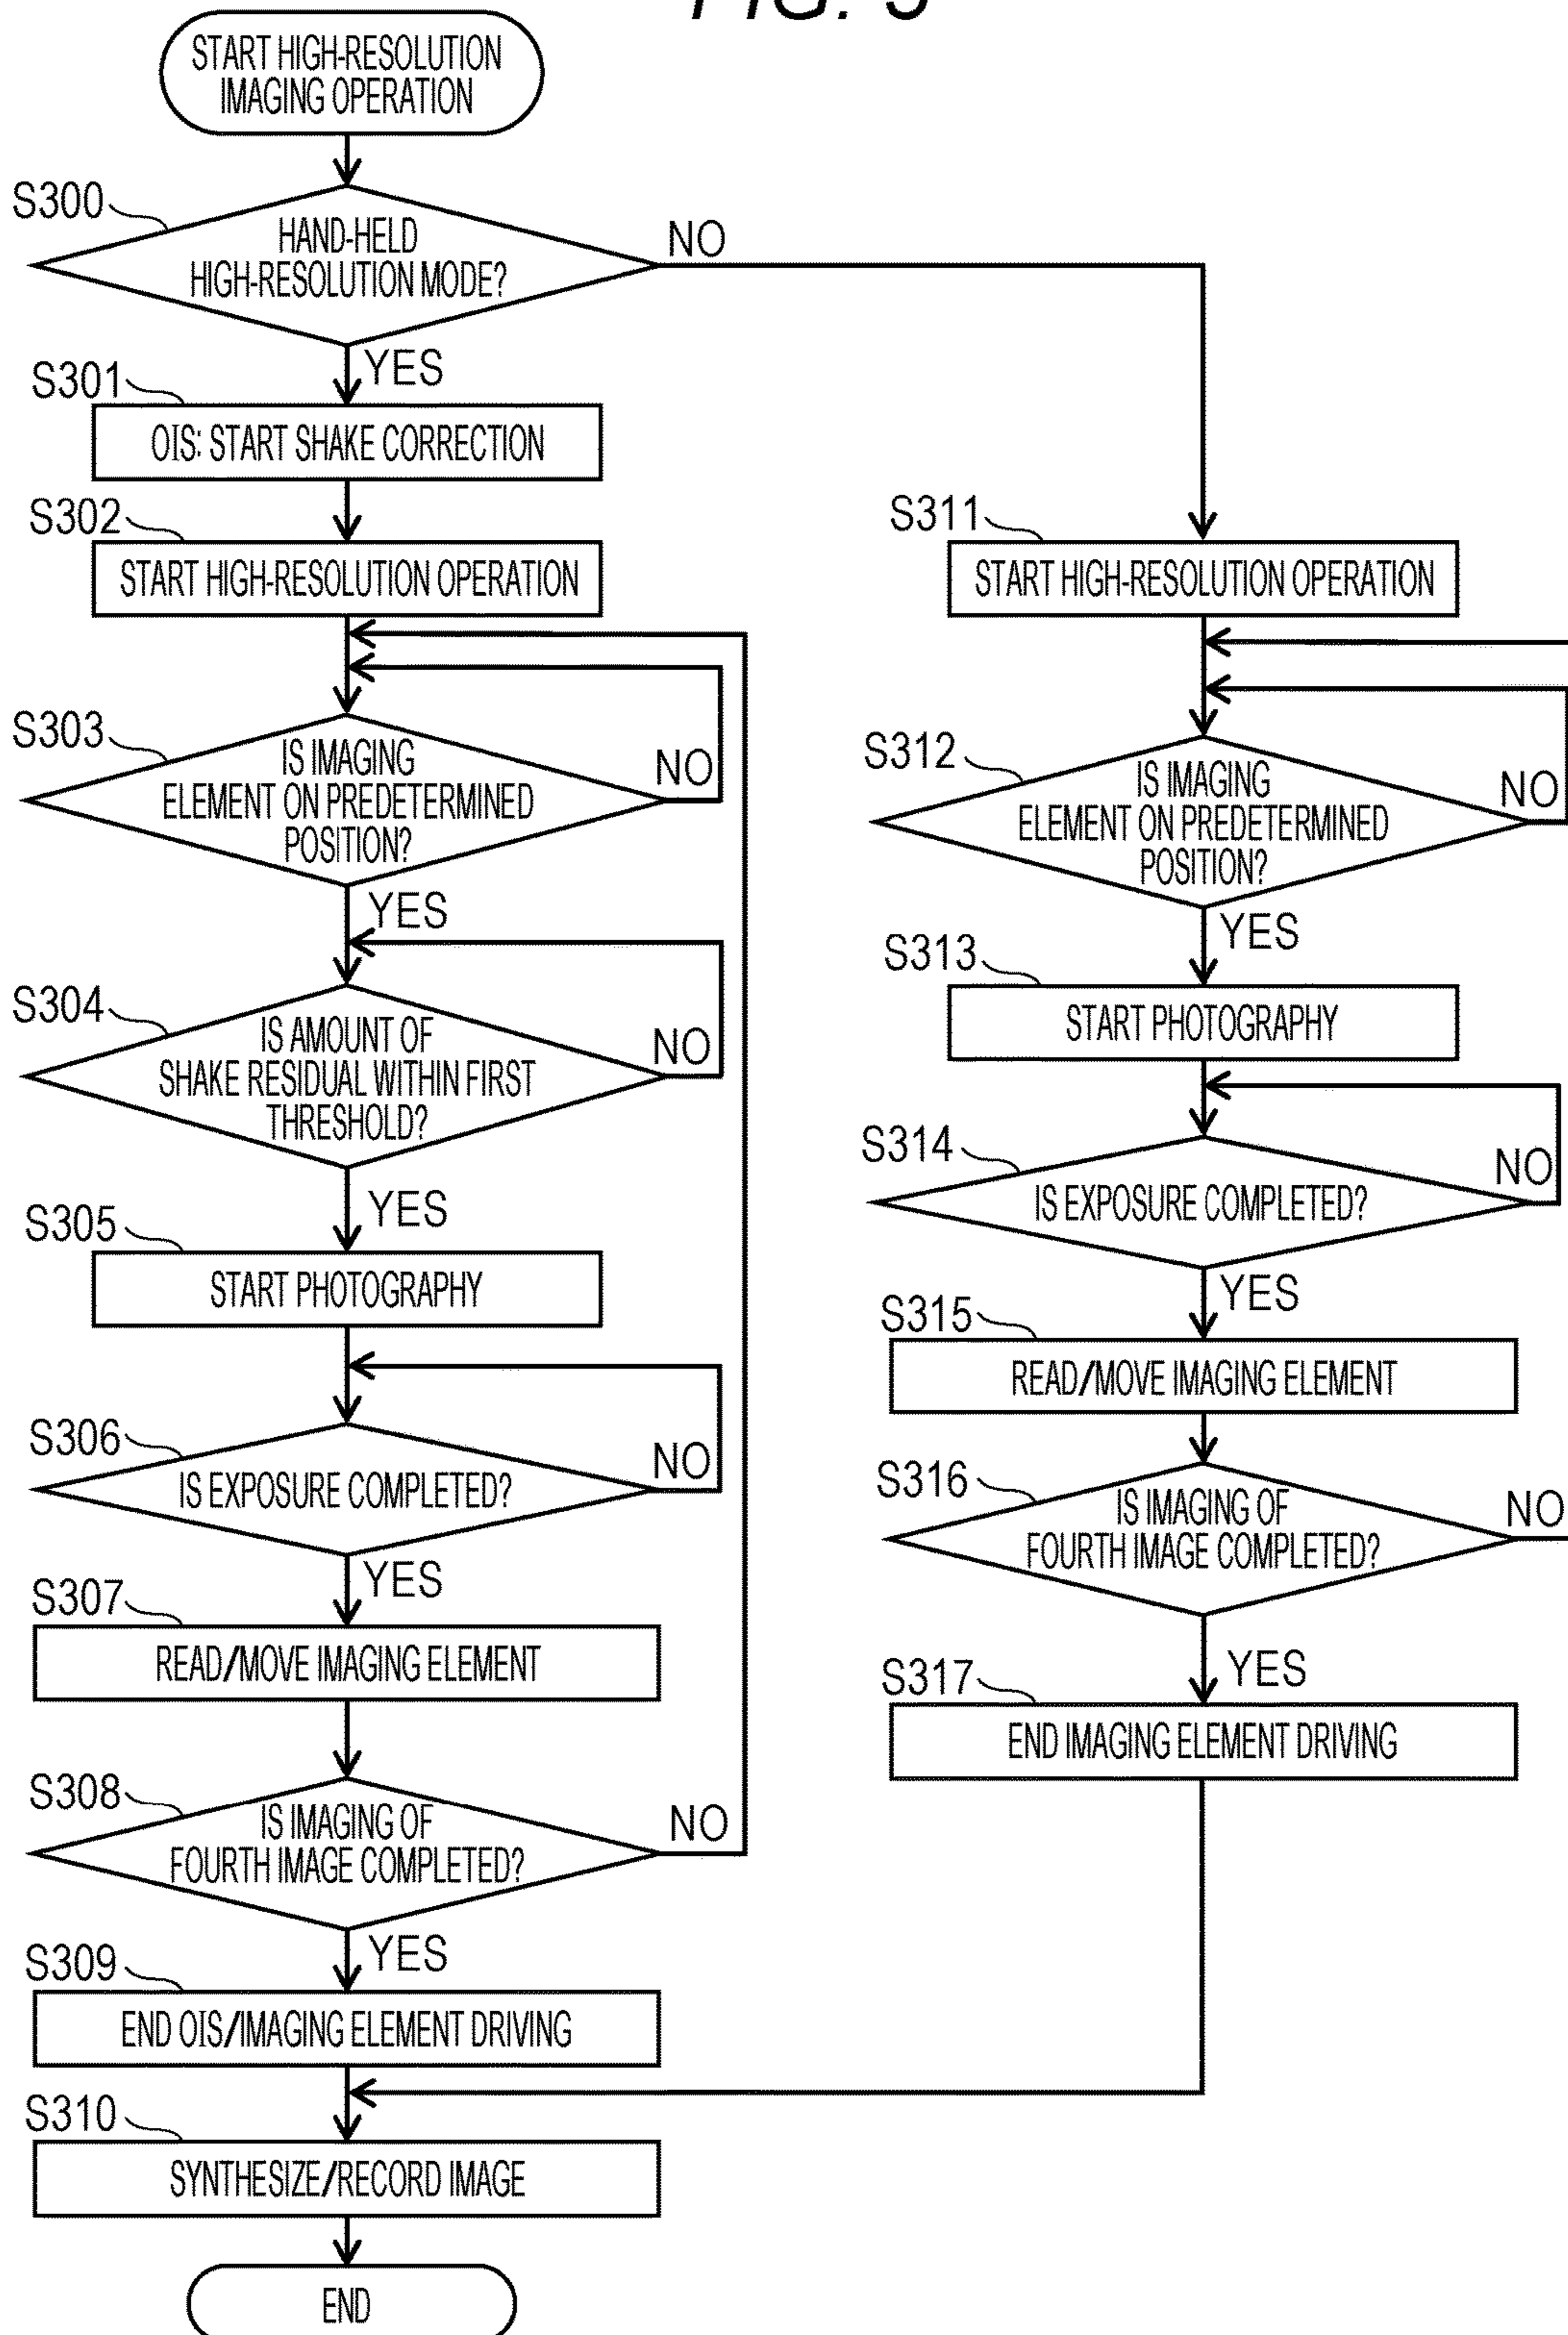 START HIGH-RESOLUTION
IMAGING OPERATION
S300
HAND-HELD
HIGH-RESOLUTION MODE?
NO
YES
S301
OIS: START SHAKE CORRECTION
S302
START HIGH-RESOLUTION OPERATION
S303
IS IMAGING
ELEMENT ON PREDETERMINED
POSITION?
NO
YES
S304
IS AMOUNT OF
SHAKE RESIDUAL WITHIN FIRST
THRESHOLD?
NO
YES
S305
START PHOTOGRAPHY
S306
IS EXPOSURE COMPLETED?
NO
YES
S307
READ/MOVE IMAGING ELEMENT
S308
IS IMAGING OF
FOURTH IMAGE COMPLETED?
NO
YES
S309
END OIS/IMAGING ELEMENT DRIVING
S310
SYNTHESIZE/RECORD IMAGE
END
S311
START HIGH-RESOLUTION OPERATION
S312
IS IMAGING
ELEMENT ON PREDETERMINED
POSITION?
NO
YES
S313
START PHOTOGRAPHY
S314
IS EXPOSURE COMPLETED?
NO
YES
S315
READ/MOVE IMAGING ELEMENT
S316
IS IMAGING OF
FOURTH IMAGE COMPLETED?
NO
YES
S317
END IMAGING ELEMENT DRIVING